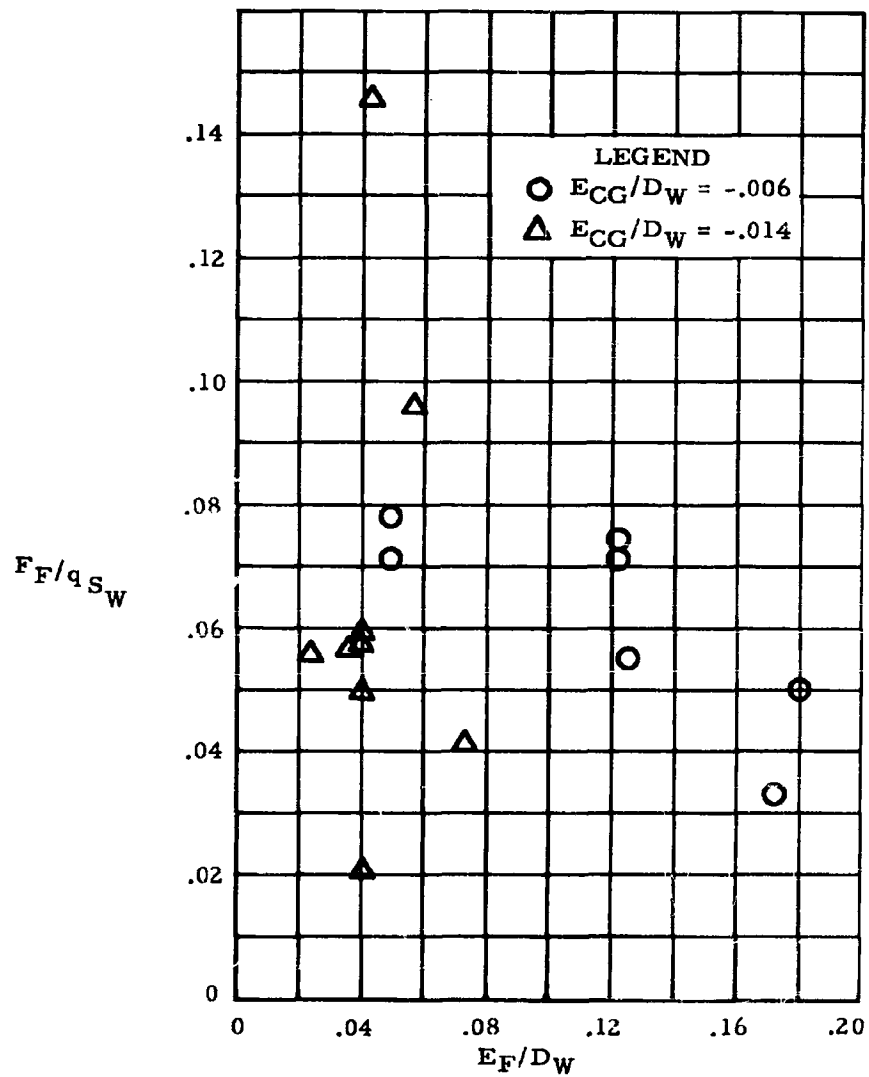 .14
.12
.10
.08
.06
.04
.02
0
F_F/q S_W
LEGEND
E_CG/D_W = -.006
E_CG/D_W = -.014
0 .04 .08 .12 .16 .20
E_F/D_W